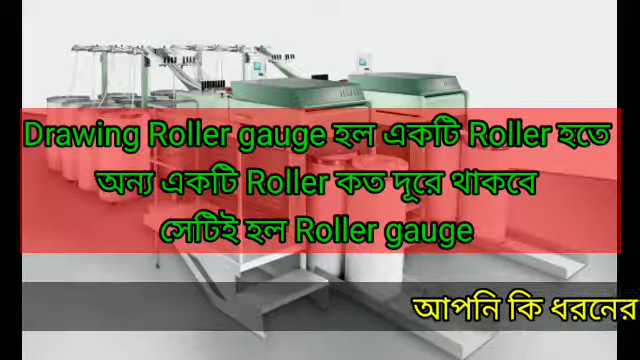 Drawing Roller gauge হল একটি Roller হতে
অন্য একটি Roller কত দূরে থাকবে
সেটিই হল Roller gauge
আপনি কি ধরনের